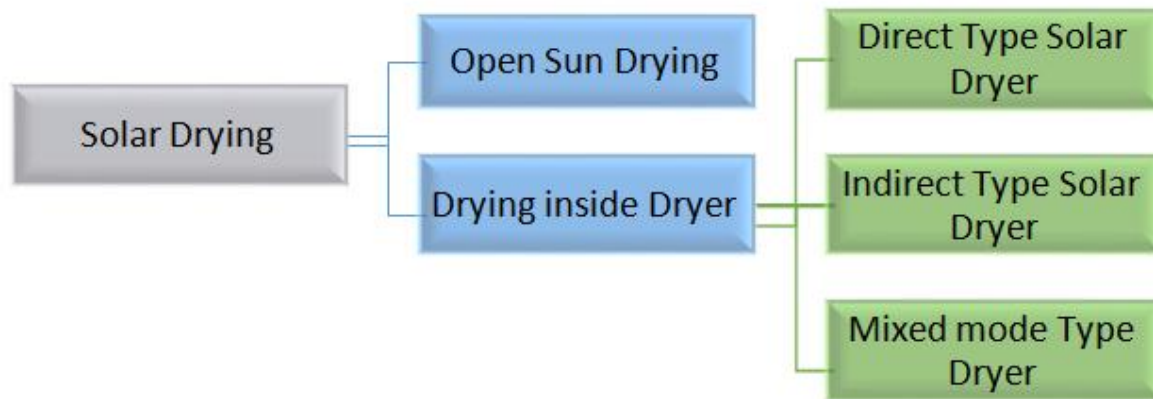 Solar Drying
Open Sun Drying
Drying inside Dryer
Direct Type Solar
Dryer
Indirect Type Solar
Dryer
Mixed mode Type
Dryer